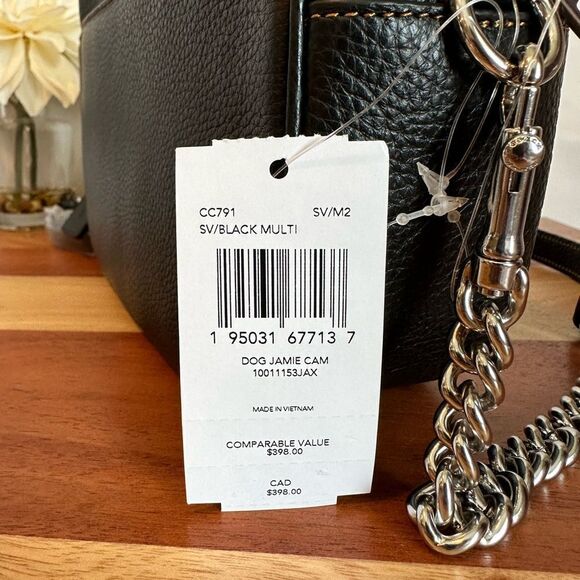 CC791 SV/M2
SV/BLACK MULTI
1 95031 67713 7
DOG JAMIE CAM
10011153JAX
MADE IN VIETNAM
COMPARABLE VALUE
$398.00
CAD
$398.00